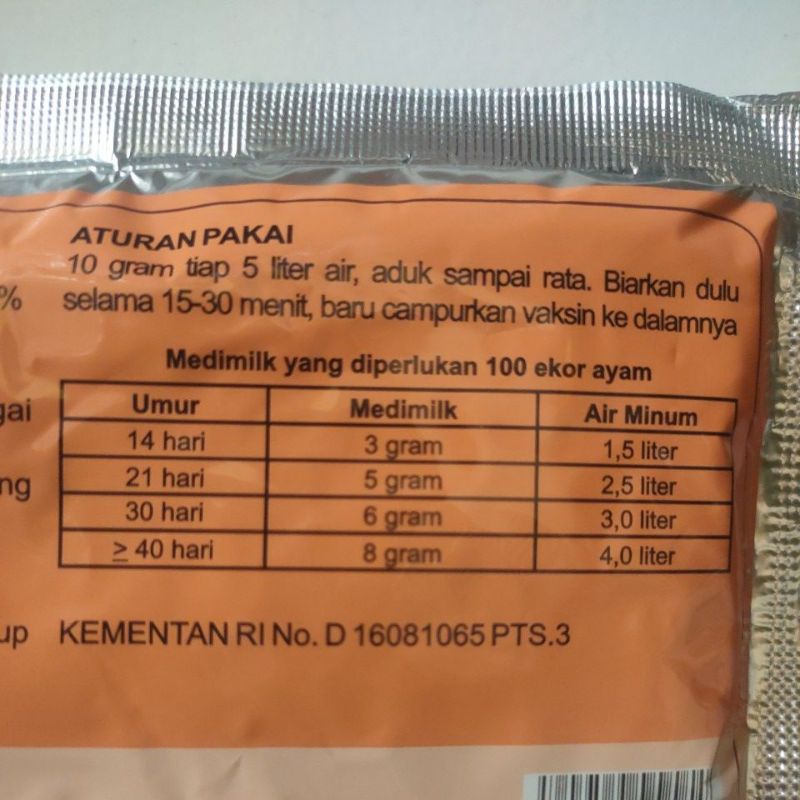 ATURAN PAKAI
10 gram tiap 5 liter air, aduk sampai rata. Biarkan dulu
% selama 15-30 menit, baru campurkan vaksin ke dalamnya
Medimilk yang diperlukan 100 ekor ayam
Umur Medimilk Air Minum
gai 14 hari 3 gram 1,5 liter
ng 21 hari 5 gram 2,5 liter
30 hari 6 gram 3,0 liter
≥ 40 hari 8 gram 4,0 liter
up KEMENTAN RI No. D 16081065 PTS.3